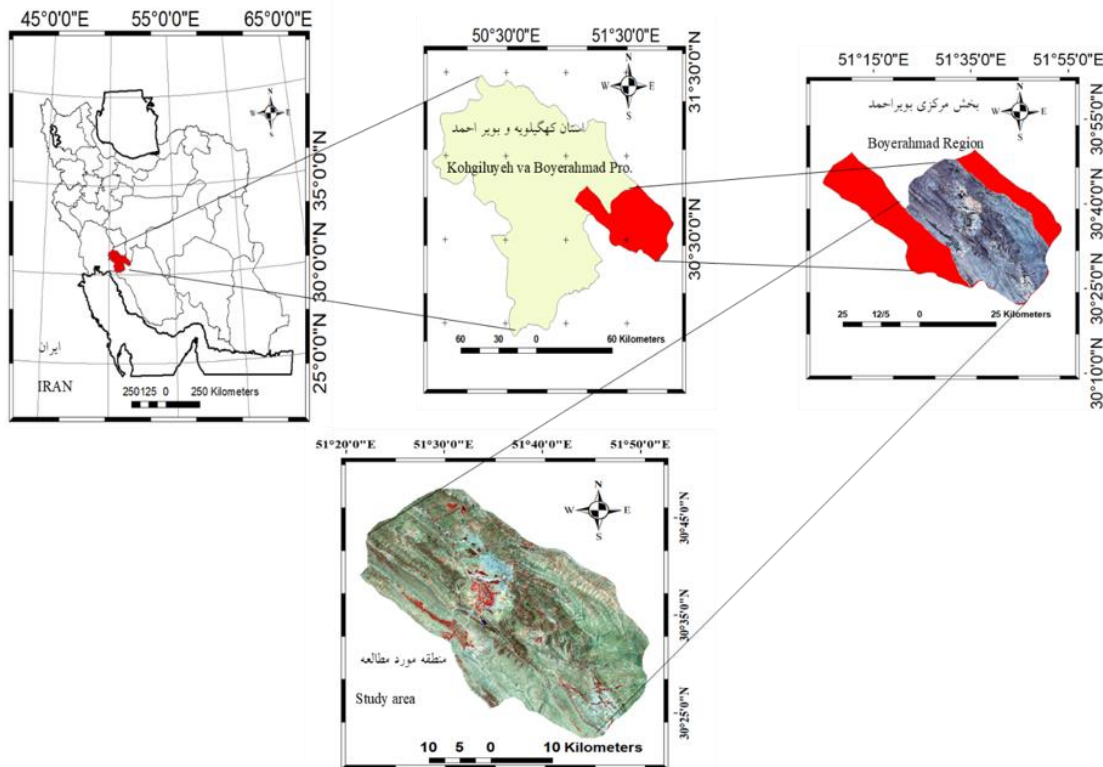 45°0'0"E 55°0'0"E 65°0'0"E
N
W E
S
35°0'0"N
30°0'0"N
25°0'0"N
ایران
IRAN
250 125 0 250 Kilometers
50°30'0"E 51°30'0"E
N
W E
S
31°30'0"N
30°30'0"N
استان کهگیلویه و بویر احمد
Kohgiluyeh va Boyerahmad Pro.
60 30 0 60 Kilometers
51°15'0"E 51°35'0"E 51°55'0"E
N
W E
S
بخش مرکزی بویراحمد
Boyerahmad Region
30°55'0"N
30°40'0"N
30°25'0"N
30°10'0"N
25 12/5 0 25 Kilometers
51°20'0"E 51°30'0"E 51°40'0"E 51°50'0"E
N
W E
S
30°45'0"N
30°35'0"N
30°25'0"N
منطقه مورد مطالعه
Study area
10 5 0 10 Kilometers